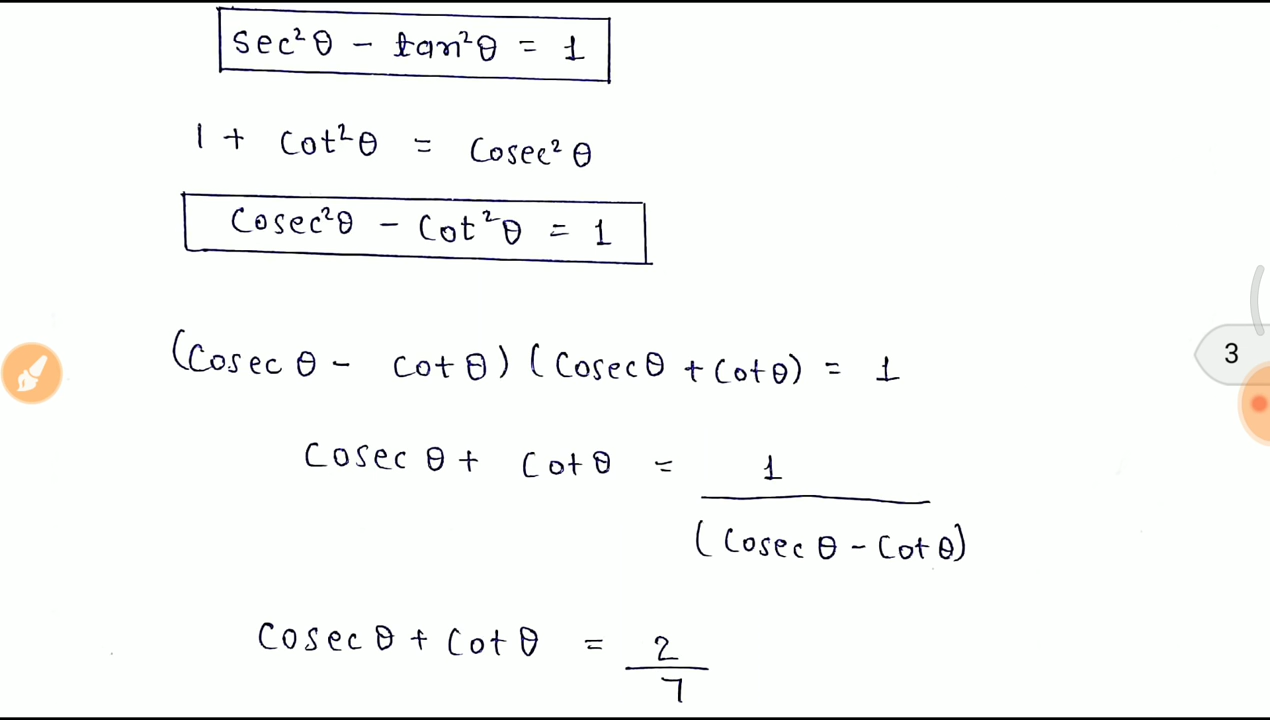 sec²θ - tan²θ = 1
1 + cot²θ = cosec²θ
Cosec²θ - Cot²θ = 1
(Cosec θ - Cot θ) (Cosec θ + Cot θ) = 1
3
Cosec θ + Cot θ = 1
(Cosec θ - Cot θ)
Cosec θ + Cot θ = 2
7